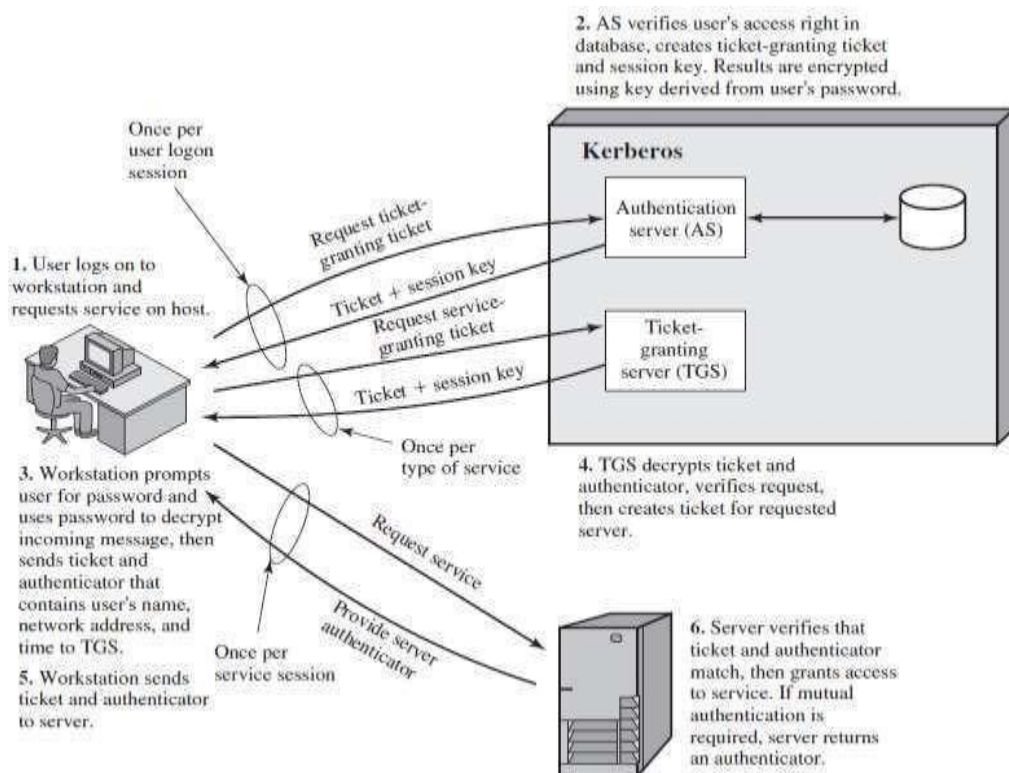 2. AS verifies user's access right in
database, creates ticket-granting ticket
and session key. Results are encrypted
using key derived from user's password.
Once per
user logon
session
Kerberos
Request ticket-
granting ticket
Authentication
server (AS)
1. User logs on to
workstation and
requests service on host.
Ticket + session key
Request service-
granting ticket
Ticket-
granting
server (TGS)
Ticket + session key
Once per
type of service
3. Workstation prompts
user for password and
uses password to decrypt
incoming message, then
sends ticket and
authenticator that
contains user's name,
network address, and
time to TGS.
4. TGS decrypts ticket and
authenticator, verifies request,
then creates ticket for requested
server.
Request service
Provide server
authenticator
Once per
service session
5. Workstation sends
ticket and authenticator
to server.
6. Server verifies that
ticket and authenticator
match, then grants access
to service. If mutual
authentication is
required, server returns
an authenticator.